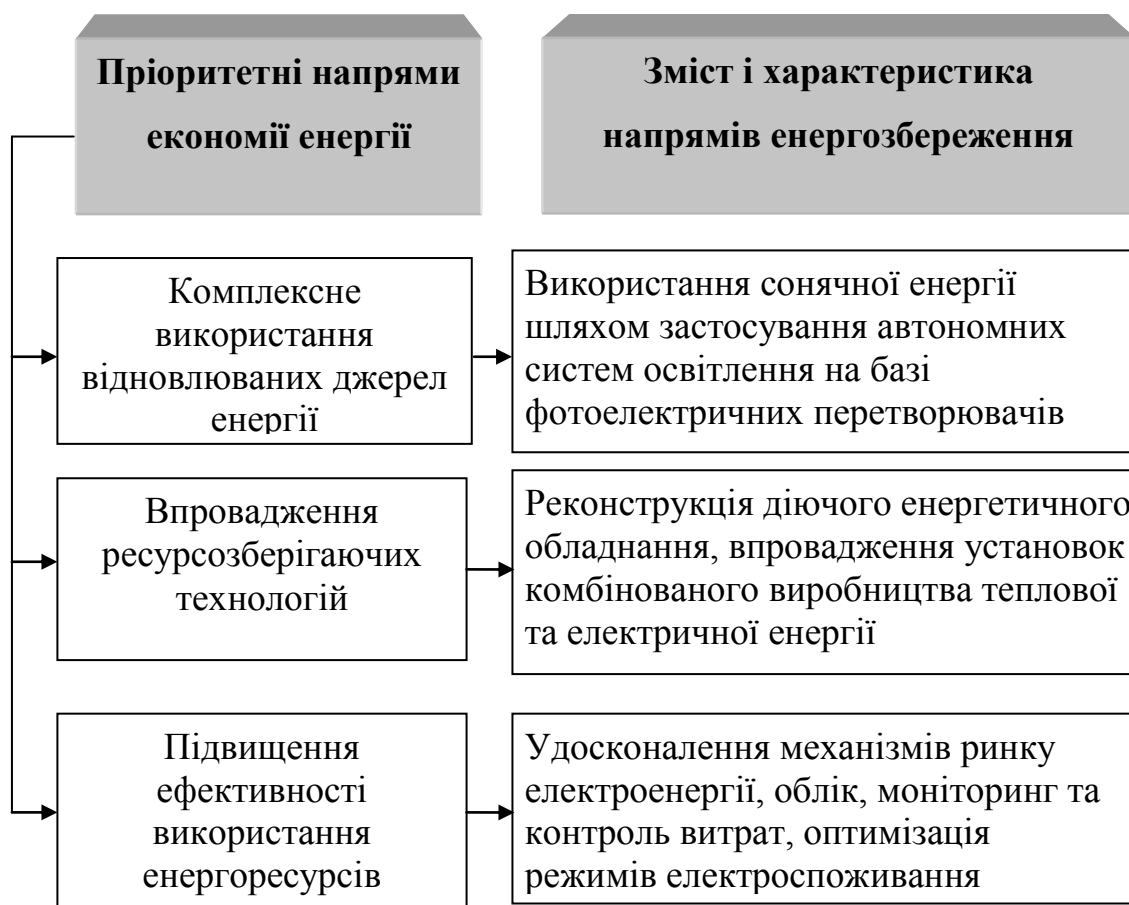 Пріоритетні напрями
економії енергії
Зміст і характеристика
напрямів енергозбереження
Комплексне
використання
відновлюваних джерел
енергії
Використання сонячної енергії
шляхом застосування автономних
систем освітлення на базі
фотоелектричних перетворювачів
Впровадження
ресурсозберігаючих
технологій
Реконструкція діючого енергетичного
обладнання, впровадження установок
комбінованого виробництва теплової
та електричної енергії
Підвищення
ефективності
використання
енергоресурсів
Удосконалення механізмів ринку
електроенергії, облік, моніторинг та
контроль витрат, оптимізація
режимів електроспоживання